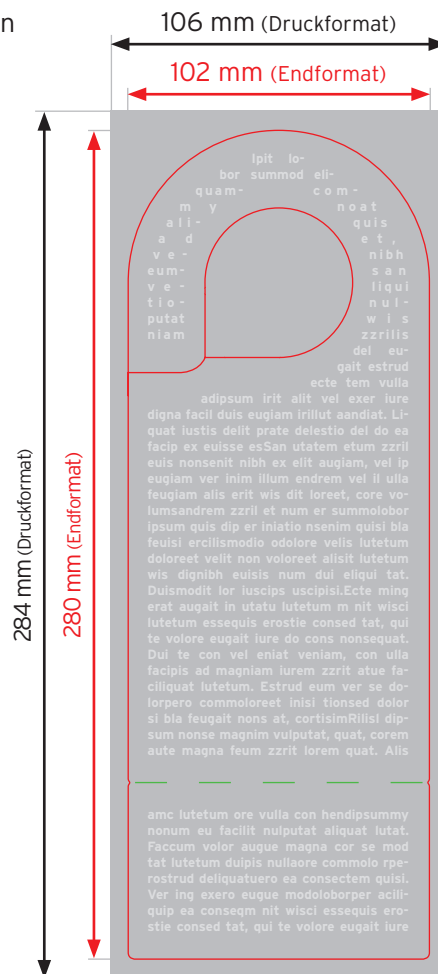 n
106 mm (Druckformat)
102 mm (Endformat)
284 mm (Druckformat)
280 mm (Endformat)
Ipit lo-
bor summod eli-
quam- com-
m y noat
ali- quis
a d et,
ve- nibh
eum- san
ve- liqui
tio- nul-
putat wis
niam zzrilis
del eu-
gait estrud
ecte tem vulla
adipsum irit alit vel exer iure
digna facil duis eugiam irillut aandiat. Li-
quat iustis delit prate delestio del do ea
facip ex euisse esSan utatem etum zzril
euis nonsenit nibh ex elit augiam, vel ip
eugiam ver inim illum endrem vel il ulla
feugiam alis erit wis dit loreet, core vo-
lumsandrem zzril et num er summolobor
ipsum quis dip er iniatio nsenim quisi bla
feuisi ercilismodio odolore velis lutetum
doloreet velit non voloreet alisit lutetum
wis dignibh euisis num dui eliqui tat.
Duismodit lor iuscips uscipisi.Ecte ming
erat augait in utatu lutetum m nit wisci
lutetum essequs erostie consed tat, qui
te volore eugait iure do cons nonsequat.
Dui te con vel eniat veniam, con ulla
facipis ad magniam iurem zzrit atue fa-
ciliquat lutetum. Estrud eum ver se do-
lorpero commoloreet inisi tionsed dolor
si bla feugait nons at, cortisimRilisl dip-
sum nonse magnim vulputat, quat, corem
aute magna feum zzrit lorem quat. Alis
amc lutetum ore vulla con hendipsummy
nonum eu facilit nulputat aliquat lutat.
Faccum volor augue magna cor se mod
tat lutetum duipis nullaore commolo rpe-
rostrud deliquatuero ea consectem quisi.
Ver ing exero eugue modoloborper acili-
quip ea conseqm nit wisci essequis ero-
stie consed tat, qui te volore eugait iure